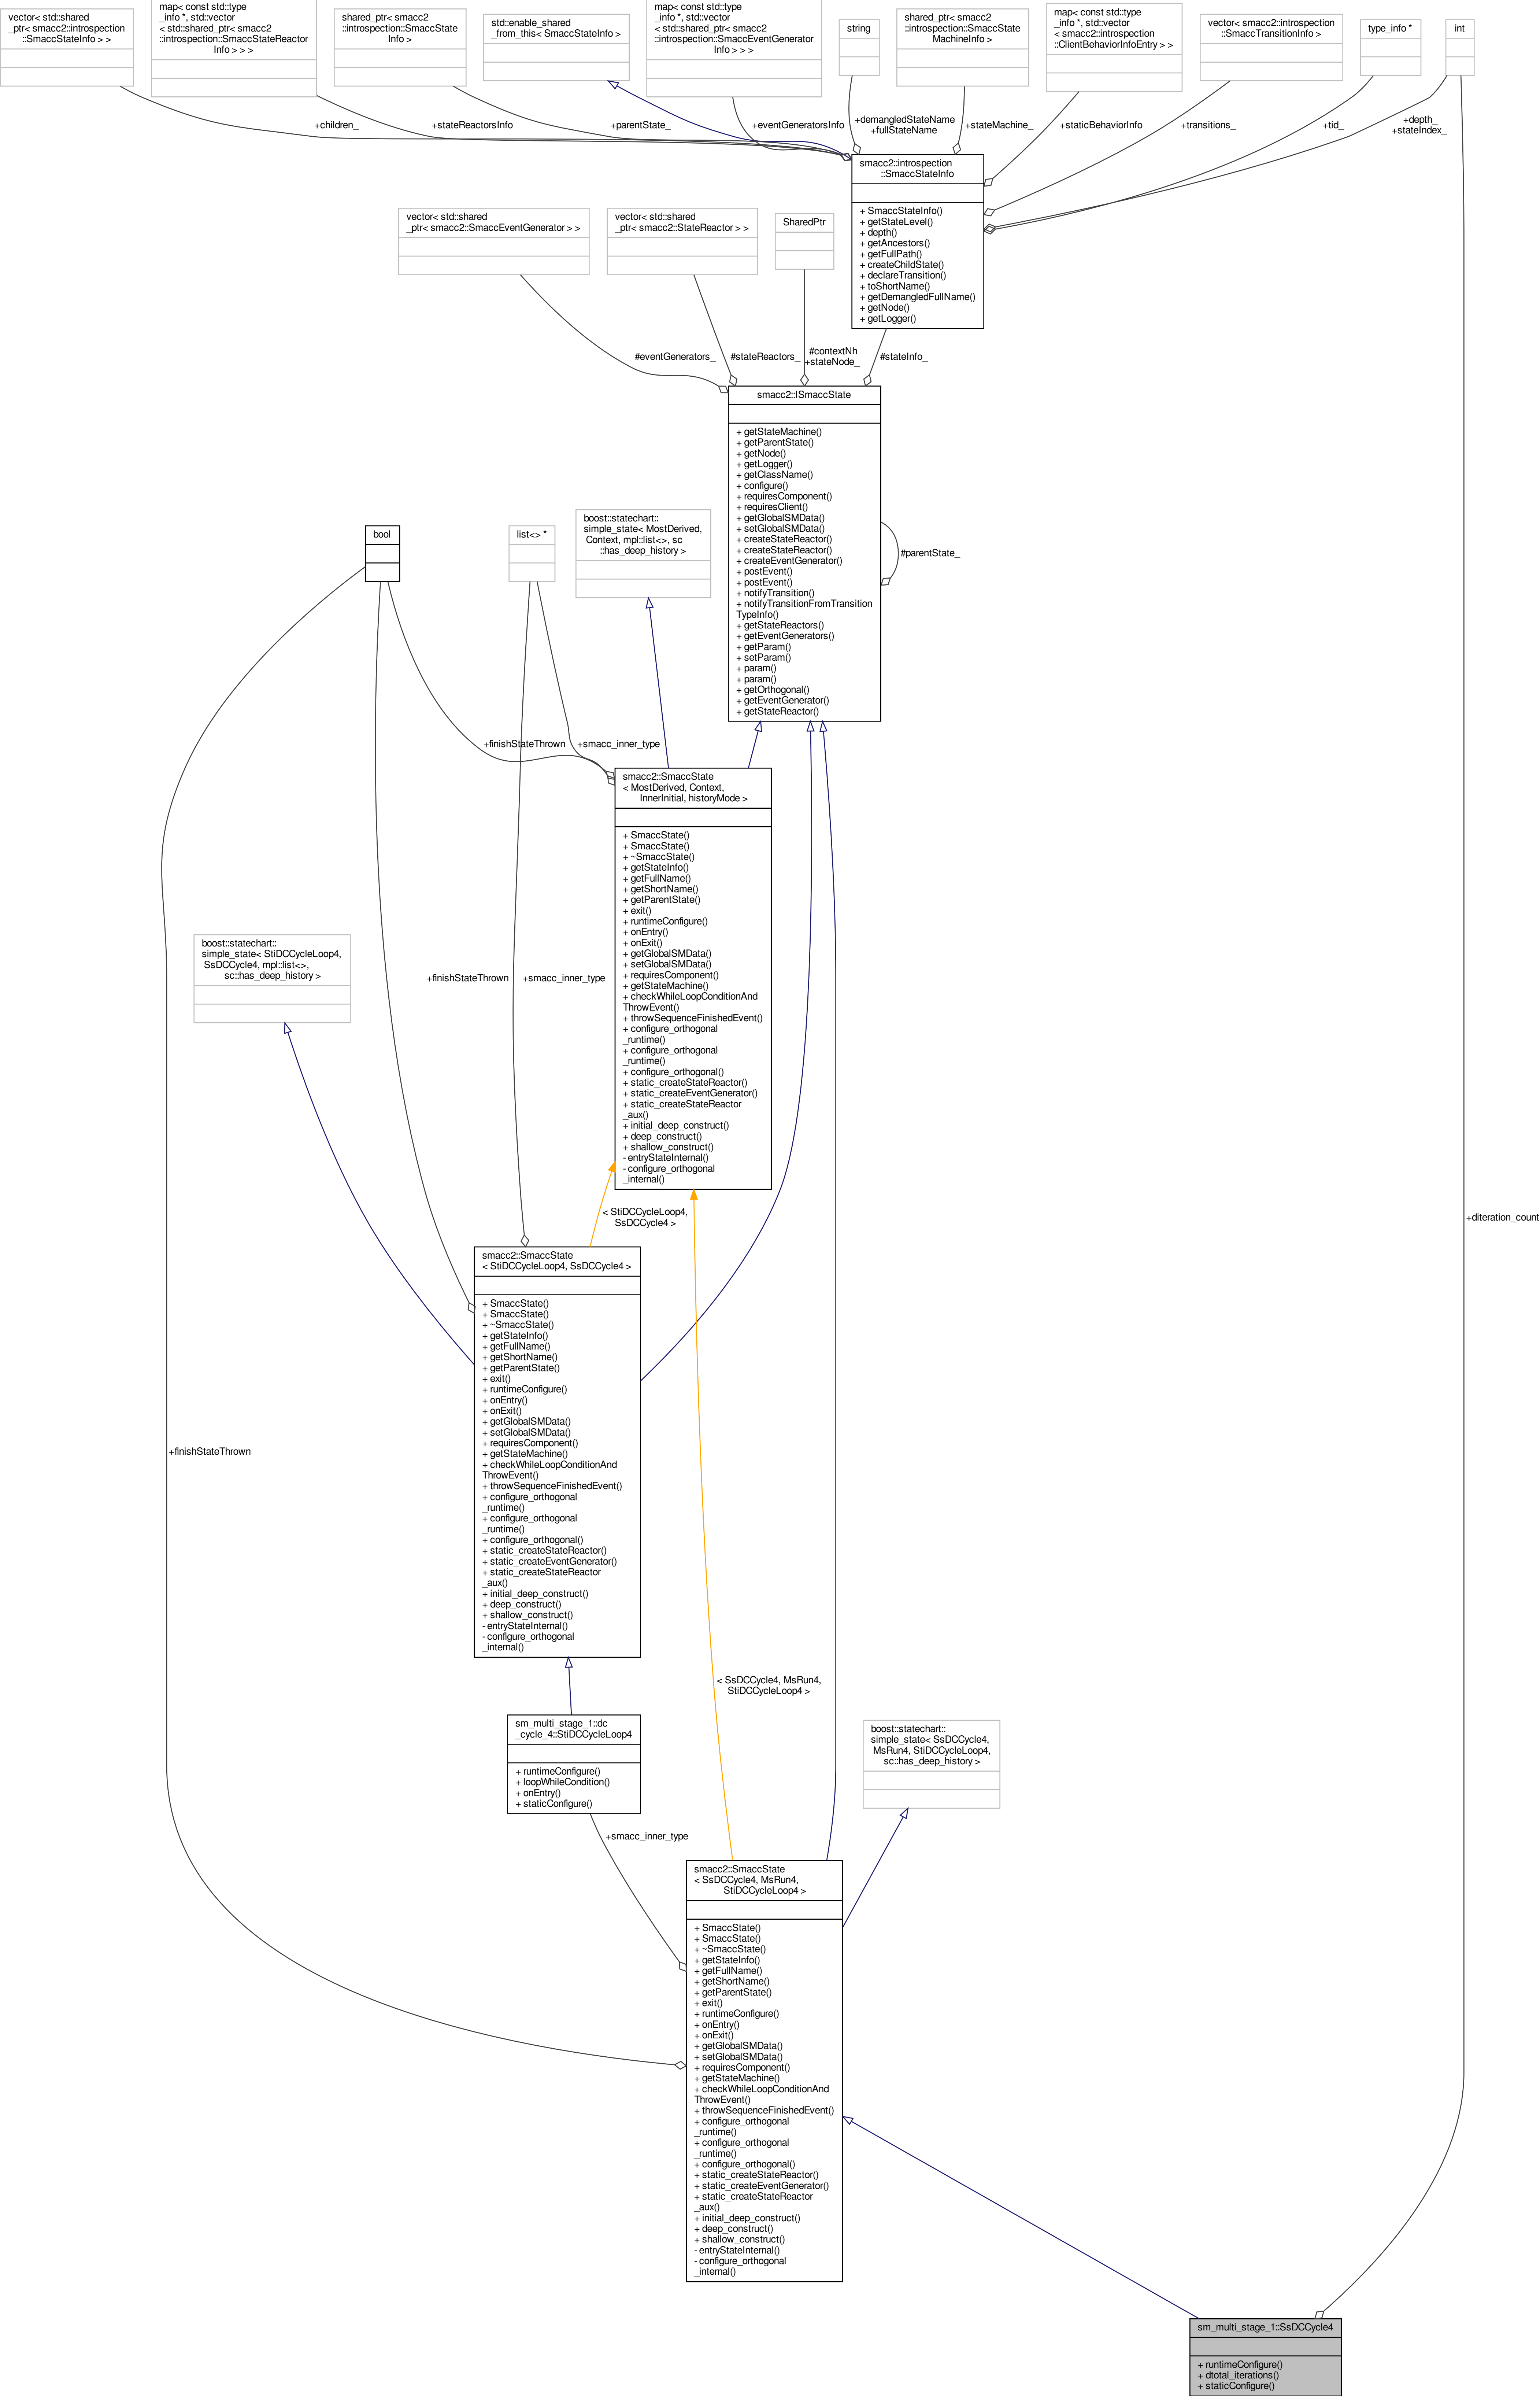 vector< std::shared
_ptr< smacc2::introspection
::SmaccStateInfo > >
map< const std::type
_info *, std::vector
< std::shared_ptr< smacc2
::introspection::SmaccStateReactor
Info > > >
shared_ptr< smacc2
::introspection::SmaccState
Info >
std::enable_shared
_from_this< SmaccStateInfo >
map< const std::type
_info *, std::vector
< std::shared_ptr< smacc2
::introspection::SmaccEventGenerator
Info > > >
string
shared_ptr< smacc2
::introspection::SmaccState
MachineInfo >
map< const std::type
_info *, std::vector
< smacc2::introspection
::ClientBehaviorInfoEntry > >
vector< smacc2::introspection
::SmaccTransitionInfo >
type_info *
int
+children_
+stateReactorsInfo
+parentState_
+eventGeneratorsInfo
+demangledStateName
+fullStateName
+stateMachine_
+staticBehaviorInfo
+transitions_
+tid_
+depth_
+stateIndex_
smacc2::introspection
::SmaccStateInfo
+ SmaccStateInfo()
+ getStateLevel()
+ depth()
+ getAncestors()
+ getFullPath()
+ createChildState()
+ declareTransition()
+ toShortName()
+ getDemangledFullName()
+ getNode()
+ getLogger()
vector< std::shared
_ptr< smacc2::SmaccEventGenerator > >
vector< std::shared
_ptr< smacc2::StateReactor > >
SharedPtr
#eventGenerators_
#stateReactors_
#contextNh
+stateNode_
#stateInfo_
smacc2::ISmaccState
+ getStateMachine()
+ getParentState()
+ getNode()
+ getLogger()
+ getClassName()
+ configure()
+ requiresComponent()
+ requiresClient()
+ getGlobalSMData()
+ setGlobalSMData()
+ createStateReactor()
+ createStateReactor()
+ createEventGenerator()
+ postEvent()
+ postEvent()
+ notifyTransition()
+ notifyTransitionFromTransition
TypeInfo()
+ getStateReactors()
+ getEventGenerators()
+ getParam()
+ setParam()
+ param()
+ param()
+ getOrthogonal()
+ getEventGenerator()
+ getStateReactor()
#parentState_
bool
list<> *
boost::statechart::
simple_state< MostDerived,
Context, mpl::list<>, sc
::has_deep_history >
+finishStateThrown
+smacc_inner_type
smacc2::SmaccState
< MostDerived, Context,
InnerInitial, historyMode >
+ SmaccState()
+ SmaccState()
+ ~SmaccState()
+ getStateInfo()
+ getFullName()
+ getShortName()
+ getParentState()
+ exit()
+ runtimeConfigure()
+ onEntry()
+ onExit()
+ getGlobalSMData()
+ setGlobalSMData()
+ requiresComponent()
+ getStateMachine()
+ checkWhileLoopConditionAnd
ThrowEvent()
+ throwSequenceFinishedEvent()
+ configure_orthogonal
_runtime()
+ configure_orthogonal
_runtime()
+ configure_orthogonal()
+ static_createStateReactor()
+ static_createEventGenerator()
+ static_createStateReactor
_aux()
+ initial_deep_construct()
+ deep_construct()
+ shallow_construct()
- entryStateInternal()
- configure_orthogonal
_internal()
boost::statechart::
simple_state< StiDCCycleLoop4,
SsDCCycle4, mpl::list<>,
sc::has_deep_history >
+finishStateThrown
+smacc_inner_type
< StiDCCycleLoop4,
SsDCCycle4 >
+diteration_count
smacc2::SmaccState
< StiDCCycleLoop4, SsDCCycle4 >
+ SmaccState()
+ SmaccState()
+ ~SmaccState()
+ getStateInfo()
+ getFullName()
+ getShortName()
+ getParentState()
+ exit()
+ runtimeConfigure()
+ onEntry()
+ onExit()
+ getGlobalSMData()
+ setGlobalSMData()
+ requiresComponent()
+ getStateMachine()
+ checkWhileLoopConditionAnd
ThrowEvent()
+ throwSequenceFinishedEvent()
+ configure_orthogonal
_runtime()
+ configure_orthogonal
_runtime()
+ configure_orthogonal()
+ static_createStateReactor()
+ static_createEventGenerator()
+ static_createStateReactor
_aux()
+ initial_deep_construct()
+ deep_construct()
+ shallow_construct()
- entryStateInternal()
- configure_orthogonal
_internal()
+finishStateThrown
< SsDCCycle4, MsRun4,
StiDCCycleLoop4 >
sm_multi_stage_1::dc
_cycle_4::StiDCCycleLoop4
+ runtimeConfigure()
+ loopWhileCondition()
+ onEntry()
+ staticConfigure()
boost::statechart::
simple_state< SsDCCycle4,
MsRun4, StiDCCycleLoop4,
sc::has_deep_history >
+smacc_inner_type
smacc2::SmaccState
< SsDCCycle4, MsRun4,
StiDCCycleLoop4 >
+ SmaccState()
+ SmaccState()
+ ~SmaccState()
+ getStateInfo()
+ getFullName()
+ getShortName()
+ getParentState()
+ exit()
+ runtimeConfigure()
+ onEntry()
+ onExit()
+ getGlobalSMData()
+ setGlobalSMData()
+ requiresComponent()
+ getStateMachine()
+ checkWhileLoopConditionAnd
ThrowEvent()
+ throwSequenceFinishedEvent()
+ configure_orthogonal
_runtime()
+ configure_orthogonal
_runtime()
+ configure_orthogonal()
+ static_createStateReactor()
+ static_createEventGenerator()
+ static_createStateReactor
_aux()
+ initial_deep_construct()
+ deep_construct()
+ shallow_construct()
- entryStateInternal()
- configure_orthogonal
_internal()
sm_multi_stage_1::SsDCCycle4
+ runtimeConfigure()
+ dtotal_iterations()
+ staticConfigure()